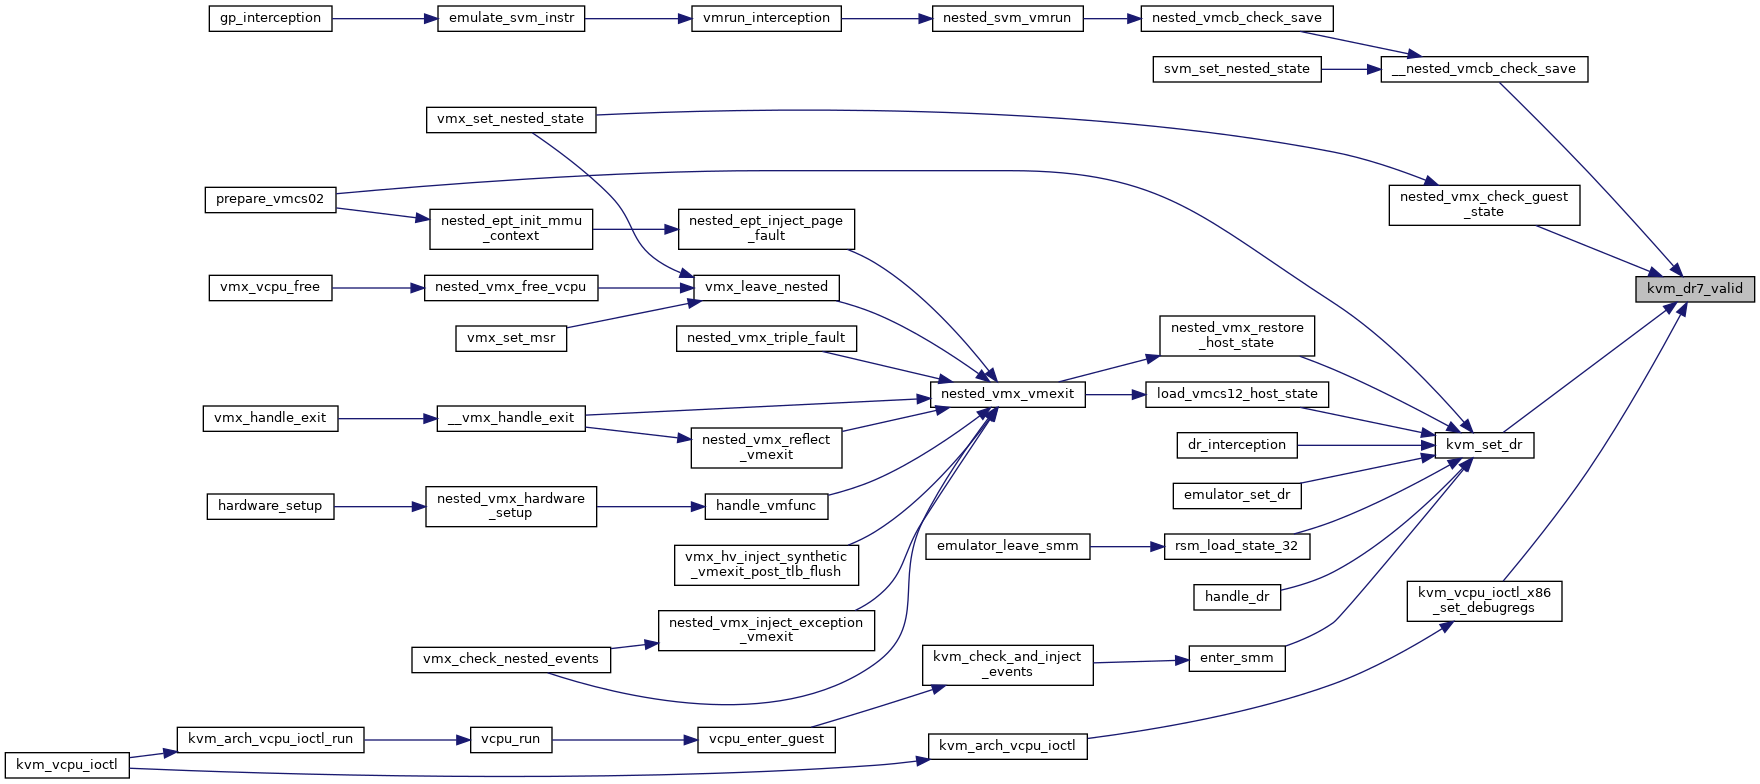 gp_interception
emulate_svm_instr
vmrun_interception
nested_svm_vmrun
nested_vmcb_check_save
svm_set_nested_state
__nested_vmcb_check_save
vmx_set_nested_state
prepare_vmcs02
nested_ept_init_mmu
_context
nested_ept_inject_page
_fault
nested_vmx_check_guest
_state
vmx_vcpu_free
nested_vmx_free_vcpu
vmx_leave_nested
kvm_dr7_valid
vmx_set_msr
nested_vmx_triple_fault
nested_vmx_restore
_host_state
nested_vmx_vmexit
load_vmcs12_host_state
vmx_handle_exit
__vmx_handle_exit
nested_vmx_reflect
_vmexit
dr_interception
kvm_set_dr
hardware_setup
nested_vmx_hardware
_setup
handle_vmfunc
emulator_set_dr
vmx_hv_inject_synthetic
_vmexit_post_tlb_flush
emulator_leave_smm
rsm_load_state_32
handle_dr
kvm_vcpu_ioctl_x86
_set_debugregs
nested_vmx_inject_exception
_vmexit
vmx_check_nested_events
kvm_check_and_inject
_events
enter_smm
kvm_arch_vcpu_ioctl_run
vcpu_run
vcpu_enter_guest
kvm_arch_vcpu_ioctl
kvm_vcpu_ioctl